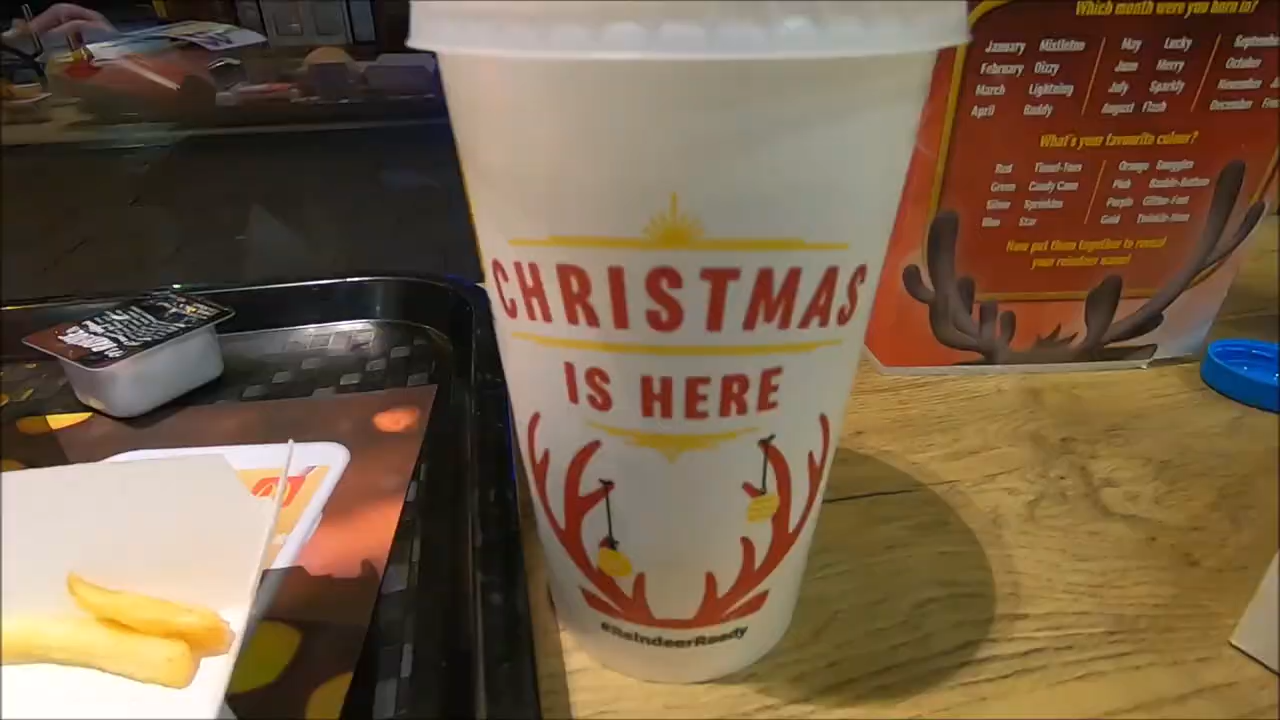 CHRISTMAS
IS HERE
#ReindeerReady
Which month were you born in?
January Mistletoe
February Dizzy
March Lightning
April Buddy
May Lucky
June Merry
July Sparkly
August Flash
September
October
November
December
What's your favourite colour?
Red Tinsel-Toes
Green Candy Cane
Silver Sprinkles
Blue Star
Orange Snuggles
Pink
Purple Glitter-Foot
Gold Twinkle-Nose
Now put them together to reveal
your reindeer name!